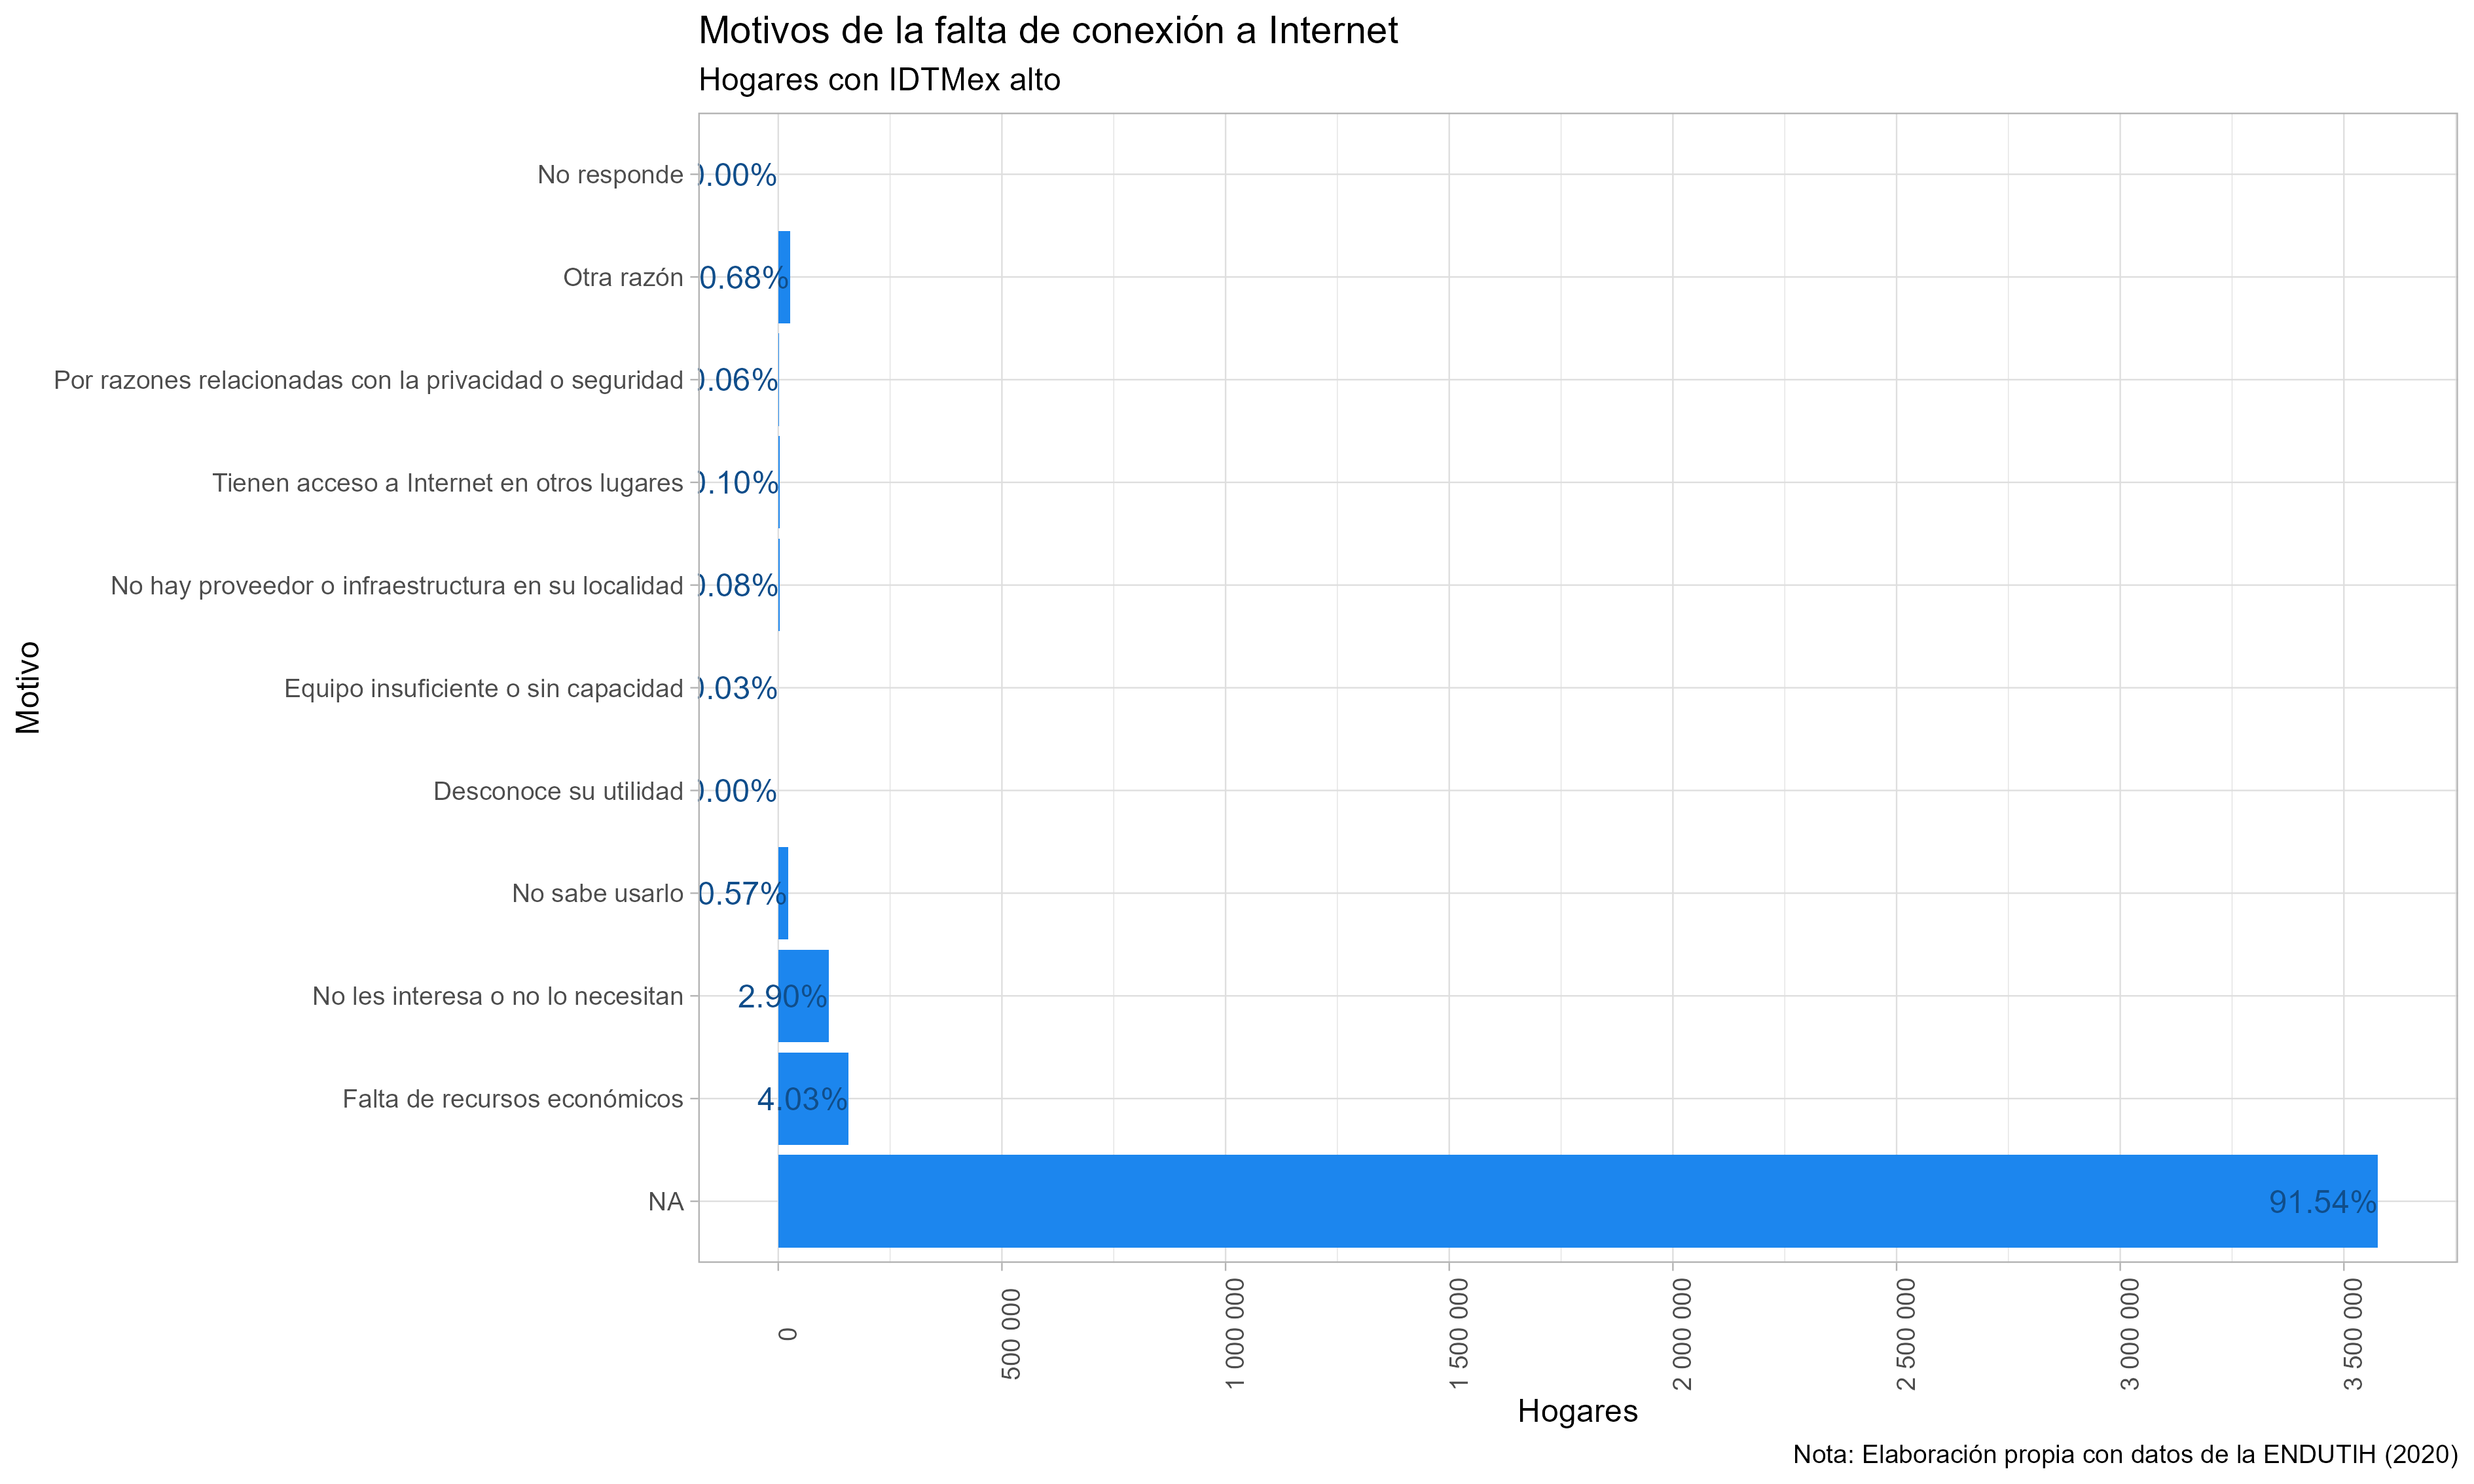 Motivos de la falta de conexión a Internet
Hogares con IDTMex alto
No responde 0.00%
Otra razón 0.68%
Por razones relacionadas con la privacidad o seguridad 0.06%
Tienen acceso a Internet en otros lugares 0.10%
No hay proveedor o infraestructura en su localidad 0.08%
Equipo insuficiente o sin capacidad 0.03%
Desconoce su utilidad 0.00%
No sabe usarlo 0.57%
No les interesa o no lo necesitan 2.90%
Falta de recursos económicos 4.03%
NA 91.54%
Motivo
0 500 000 1 000 000 1 500 000 2 000 000 2 500 000 3 000 000 3 500 000
Hogares
Nota: Elaboración propia con datos de la ENDUTIH (2020)